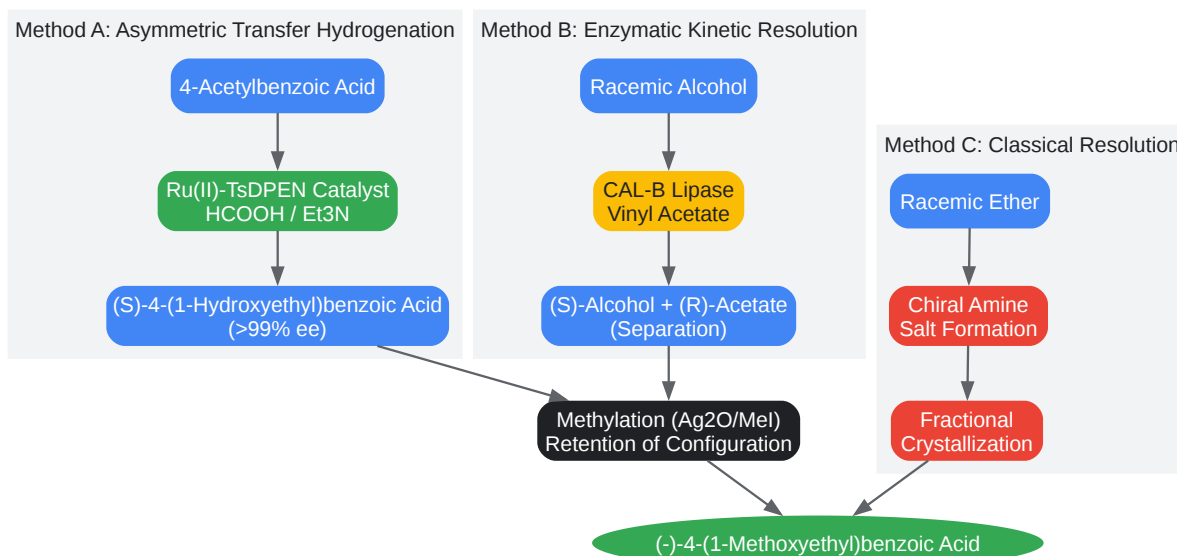 Method A: Asymmetric Transfer Hydrogenation
4-Acetylbenzoic Acid
Ru(II)-TsDPEN Catalyst
HCOOH / Et3N
(S)-4-(1-Hydroxyethyl)benzoic Acid
(>99% ee)
Method B: Enzymatic Kinetic Resolution
Racemic Alcohol
CAL-B Lipase
Vinyl Acetate
(S)-Alcohol + (R)-Acetate
(Separation)
Method C: Classical Resolution
Racemic Ether
Chiral Amine
Salt Formation
Fractional
Crystallization
Methylation (Ag2O/MeI)
Retention of Configuration
(-)-4-(1-Methoxyethyl)benzoic Acid